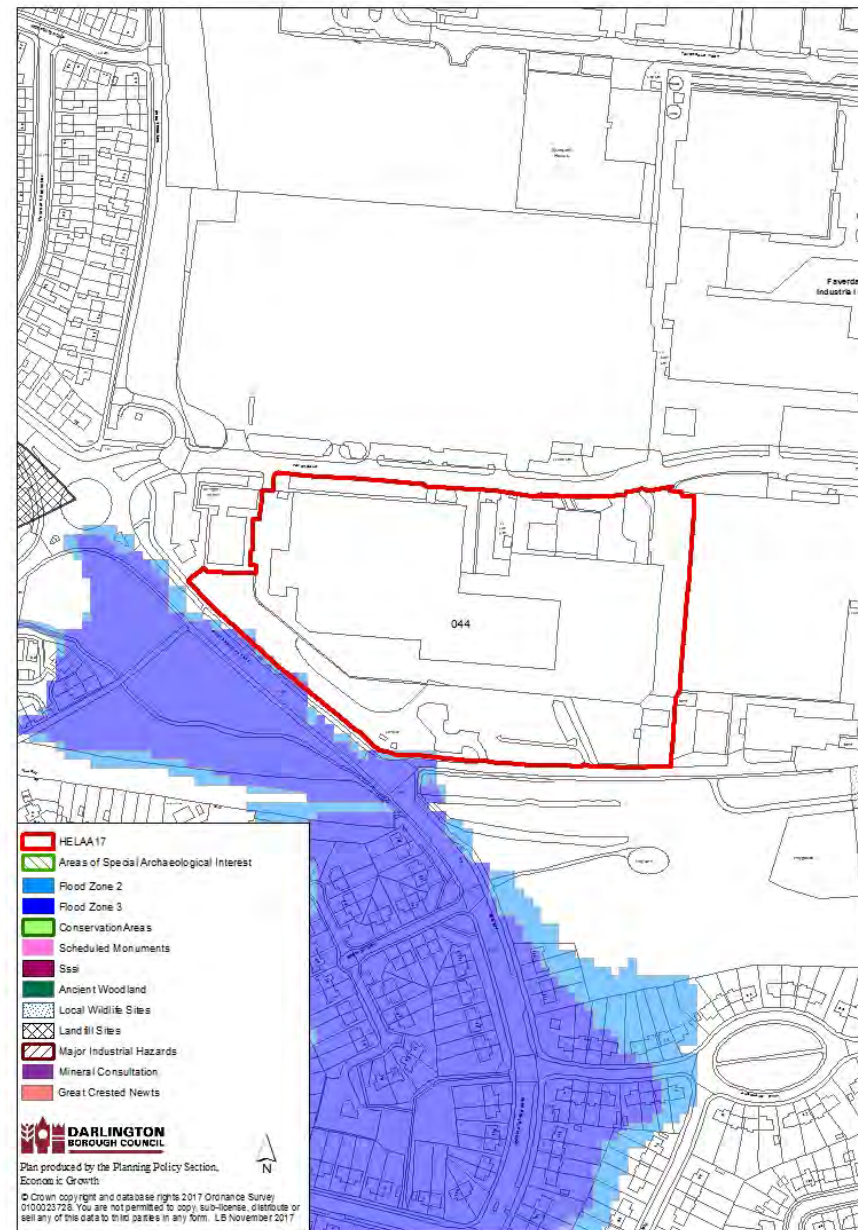 Faverda
Industrial
044
HELAA17
Areas of Special Archaeological Interest
Flood Zone 2
Flood Zone 3
Conservation Areas
Scheduled Monuments
Sssi
Ancient Woodland
Local Wildlife Sites
Landfill Sites
Major Industrial Hazards
Mineral Consultation
Great Crested Newts
DARLINGTON
BOROUGH COUNCIL
N
Plan produced by the Planning Policy Section,
Economic Growth
© Crown copyright and database rights 2017 Ordnance Survey
0100023728. You are not permitted to copy, sub-license, distribute or
sell any of this data to third parties in any form. LB November 2017